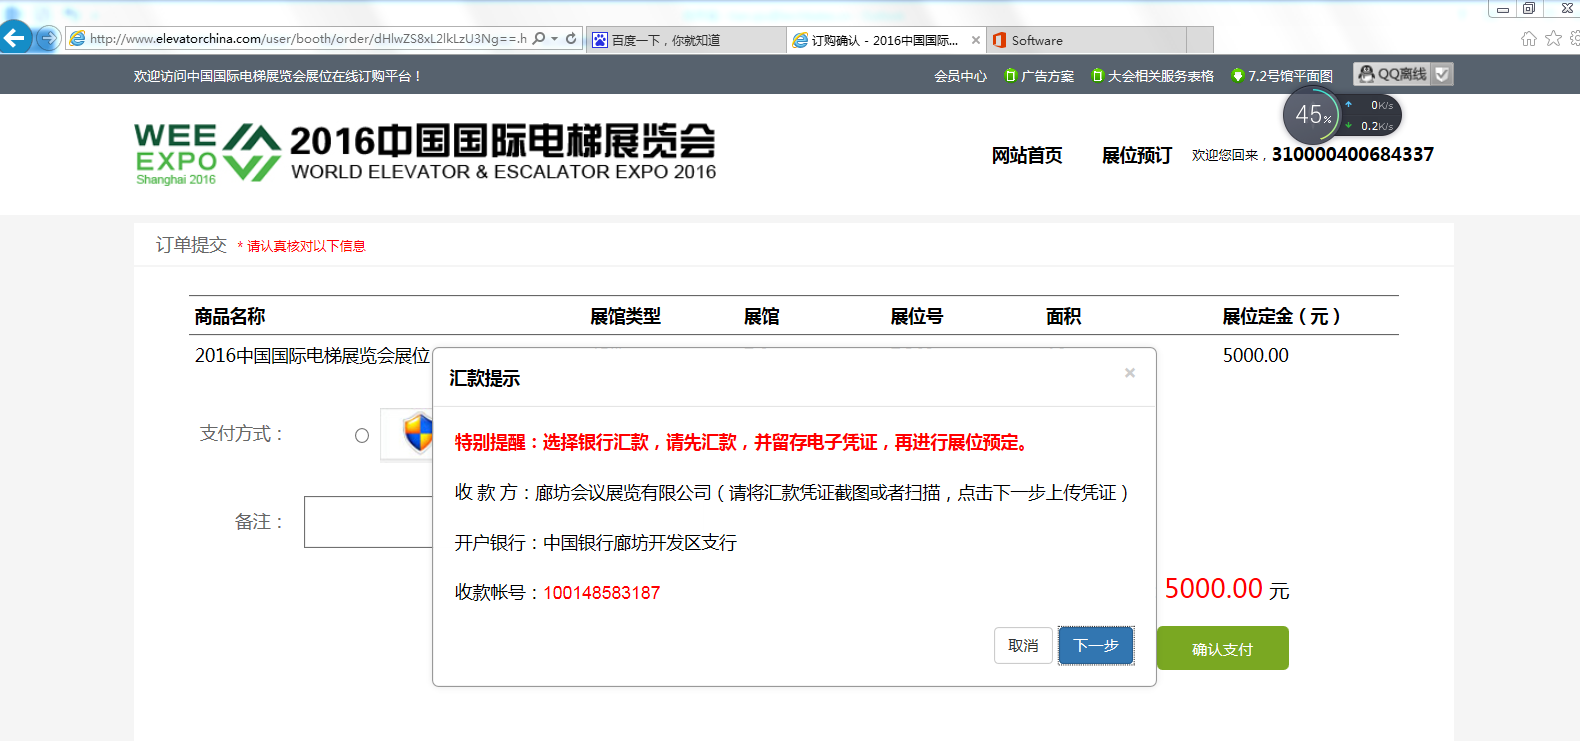 http://www.elevatorchina.com/user/booth/order/dHlwZS8xL2lkLzU3Ng==.h
百度一下，你就知道
订购确认 - 2016中国国际...
Software
欢迎访问中国国际电梯展览会展位在线订购平台！
会员中心
广告方案
大会相关服务表格
7.2号馆平面图
QQ离线
45%
0K/s
0.2K/s
WEE EXPO
Shanghai 2016
2016中国国际电梯展览会
WORLD ELEVATOR & ESCALATOR EXPO 2016
网站首页
展位预订
欢迎您回来，310000400684337
订单提交 * 请认真核对以下信息
商品名称 展馆类型 展馆 展位号 面积 展位定金（元）
2016中国国际电梯展览会展位 5000.00
汇款提示 ×
支付方式：
特别提醒：选择银行汇款，请先汇款，并留存电子凭证，再进行展位预定。
收 款 方：廊坊会议展览有限公司（请将汇款凭证截图或者扫描，点击下一步上传凭证）
备注：
开户银行：中国银行廊坊开发区支行
收款帐号：100148583187
5000.00 元
取消 下一步 确认支付